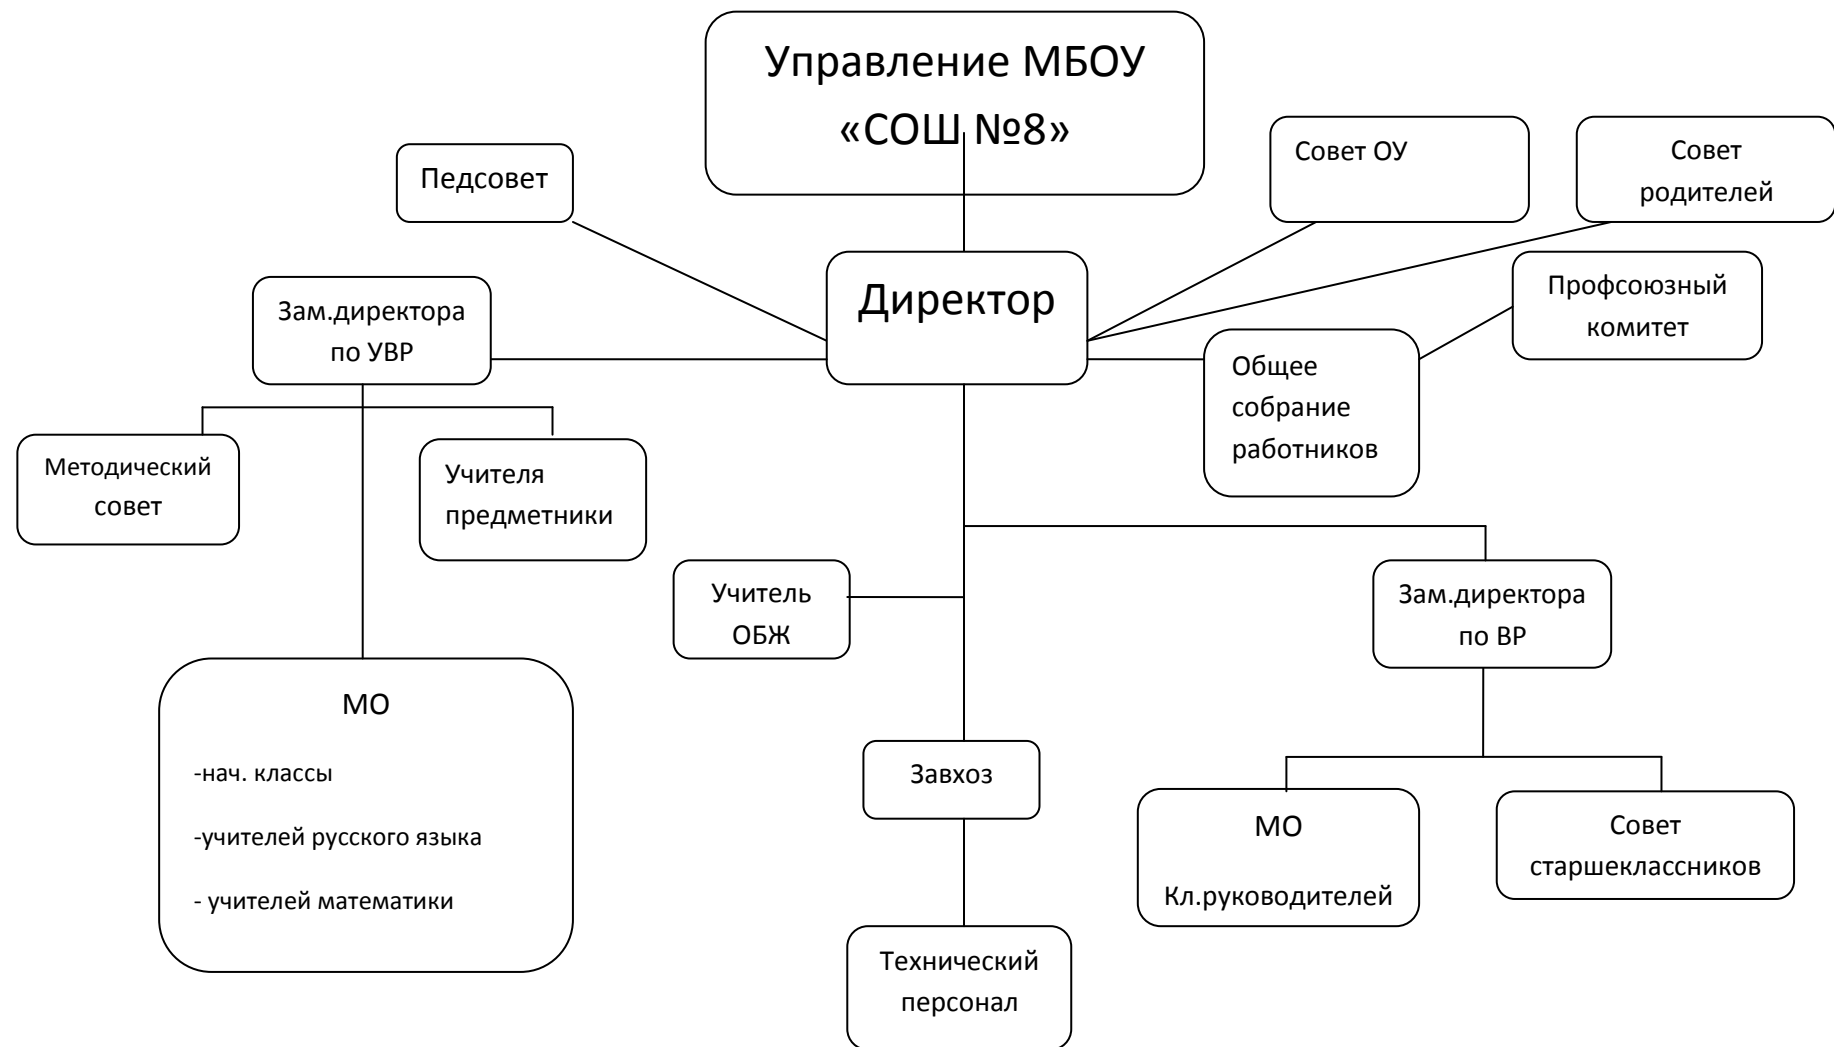 Управление МБОУ
«СОШ №8»
Педсовет
Совет ОУ
Совет
родителей
Директор
Профсоюзный
комитет
Зам.директора
по УВР
Общее
собрание
работников
Методический
совет
Учителя
предметники
Учитель
ОБЖ
Зам.директора
по ВР
МО
-нач. классы
-учителей русского языка
- учителей математики
Завхоз
МО
Кл.руководителей
Совет
старшеклассников
Технический
персонал